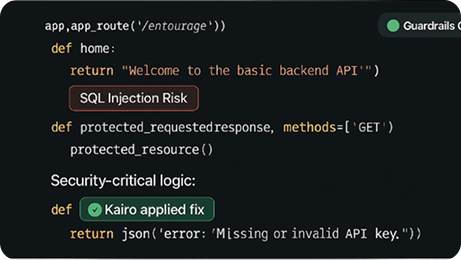 app,app_route('/entourage'))
Guardrails
def home:
return "Welcome to the basic backend API'")
SQL Injection Risk
def protected_requestedresponse, methods=['GET')
protected_resource()
Security-critical logic:
def Kairo applied fix
return json('error: 'Missing or invalid API key."))